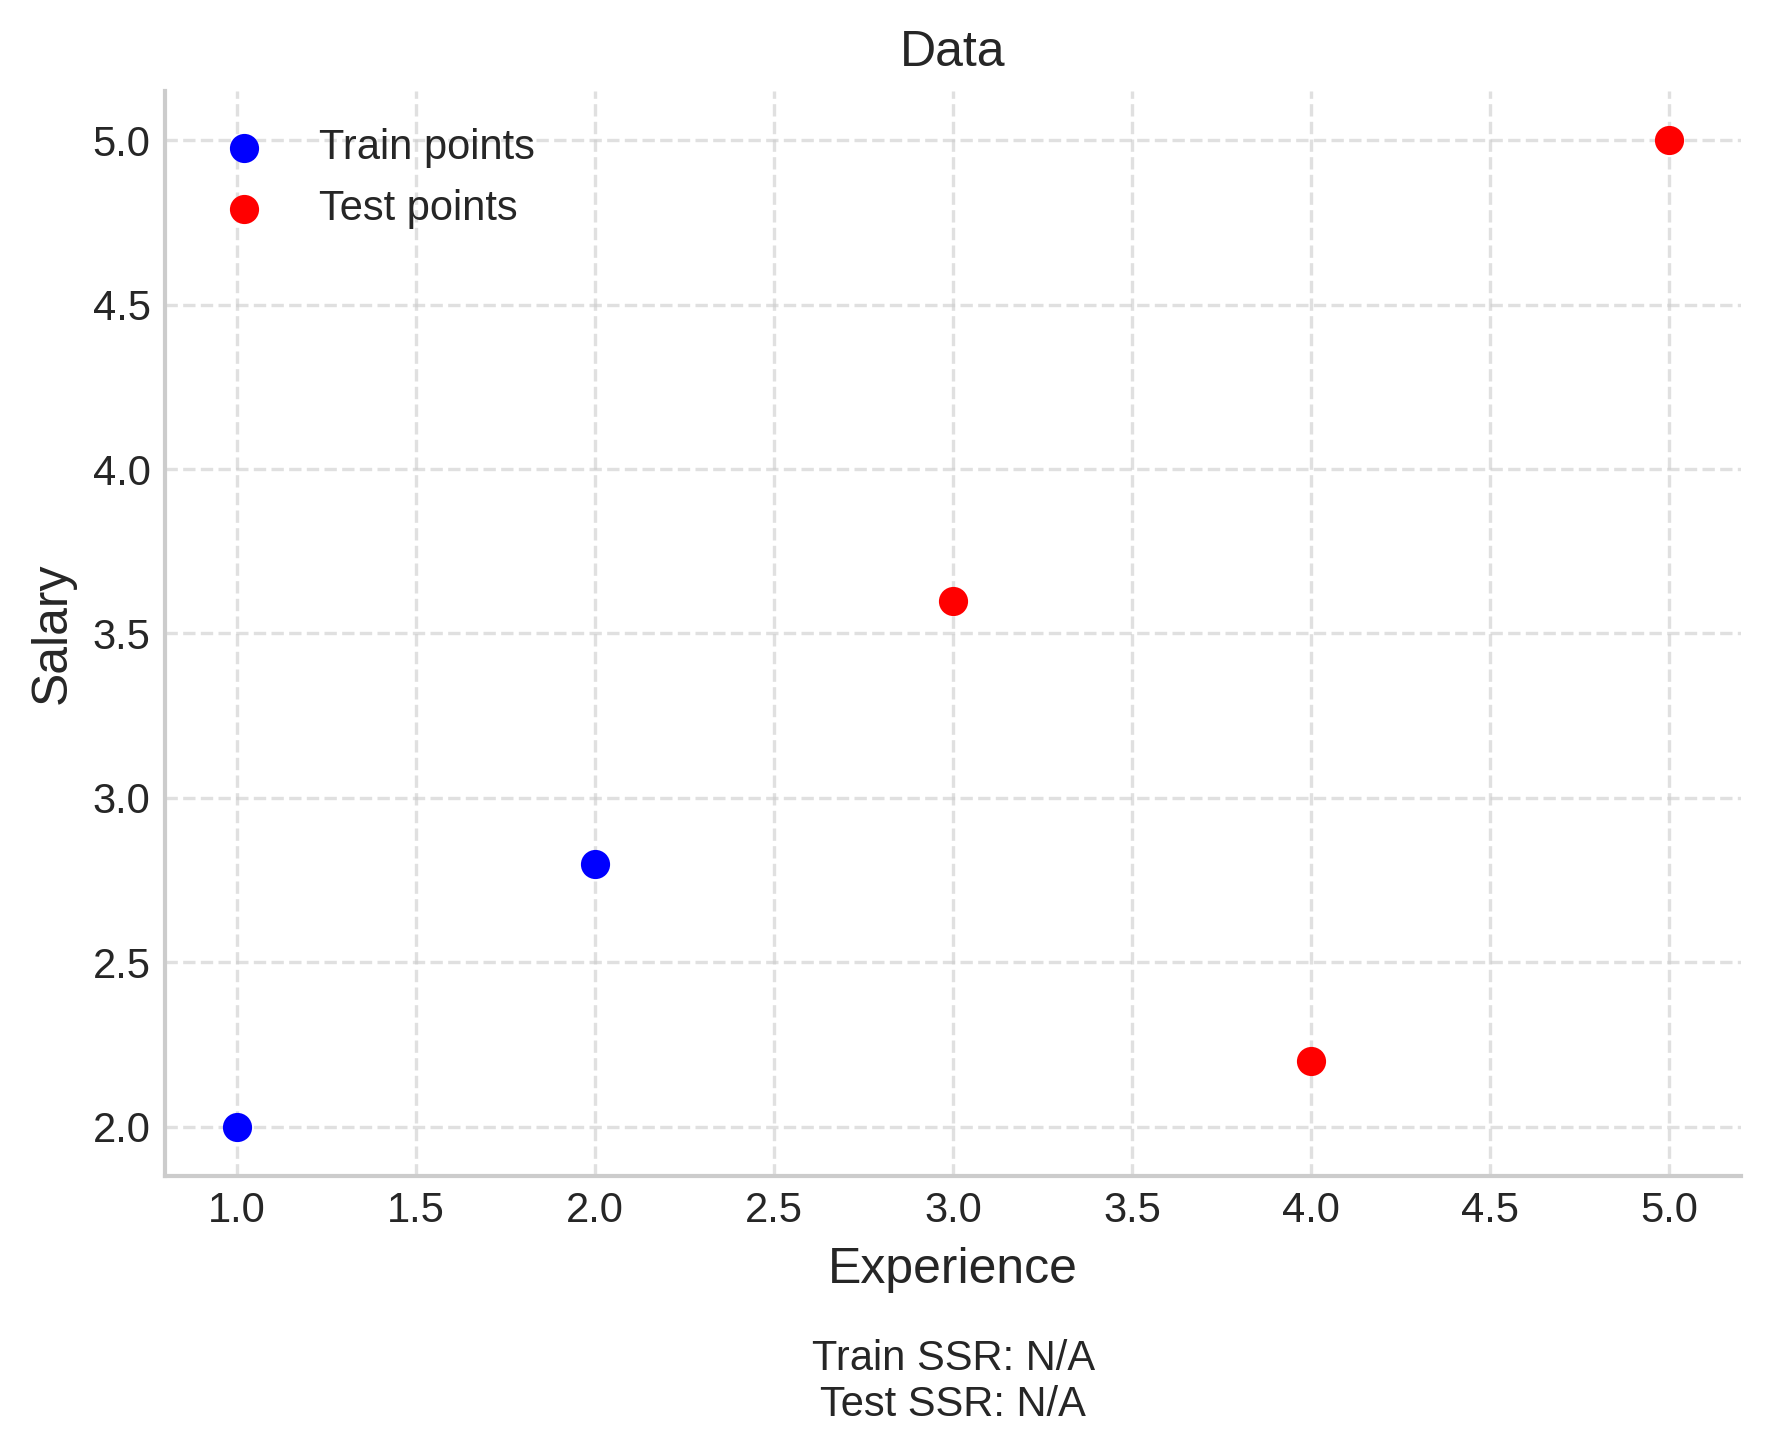 Data
Train points
Test points
5.0
4.5
4.0
3.5
3.0
2.5
2.0
Salary
1.0 1.5 2.0 2.5 3.0 3.5 4.0 4.5 5.0
Experience
Train SSR: N/A
Test SSR: N/A